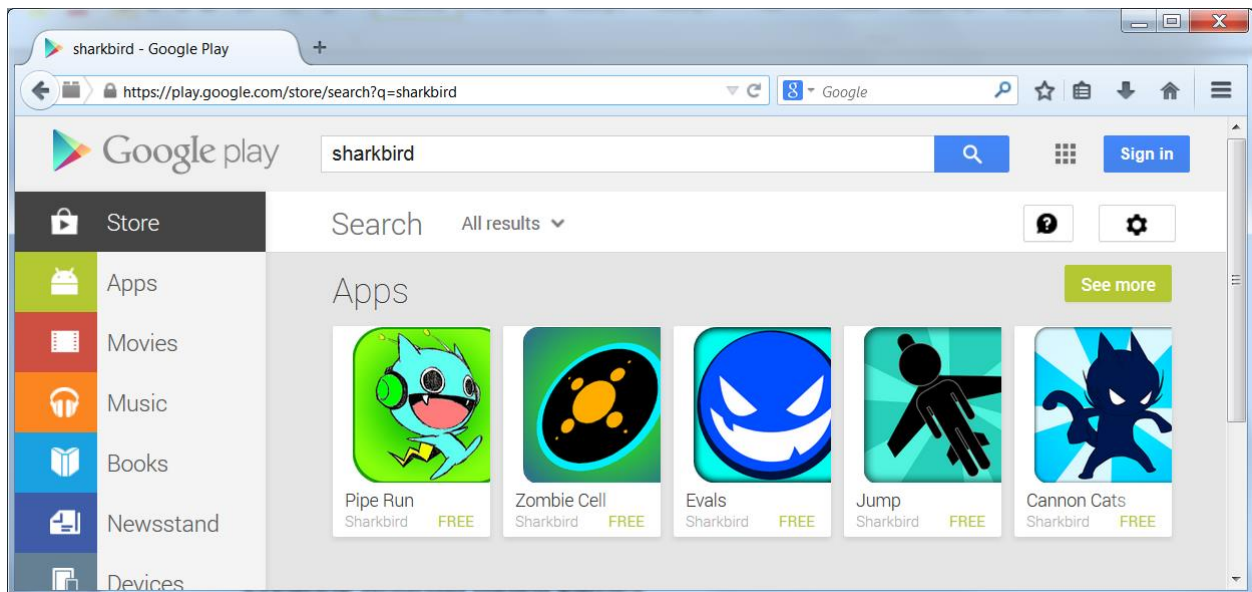 sharkbird - Google Play
https://play.google.com/store/search?q=sharkbird
8 Google
Google play
sharkbird
Sign in
Store
Search All results
Apps
Movies
Music
Books
Newsstand
Devices
Apps
See more
Pipe Run
Sharkbird FREE
Zombie Cell
Sharkbird FREE
Evals
Sharkbird FREE
Jump
Sharkbird FREE
Cannon Cats
Sharkbird FREE